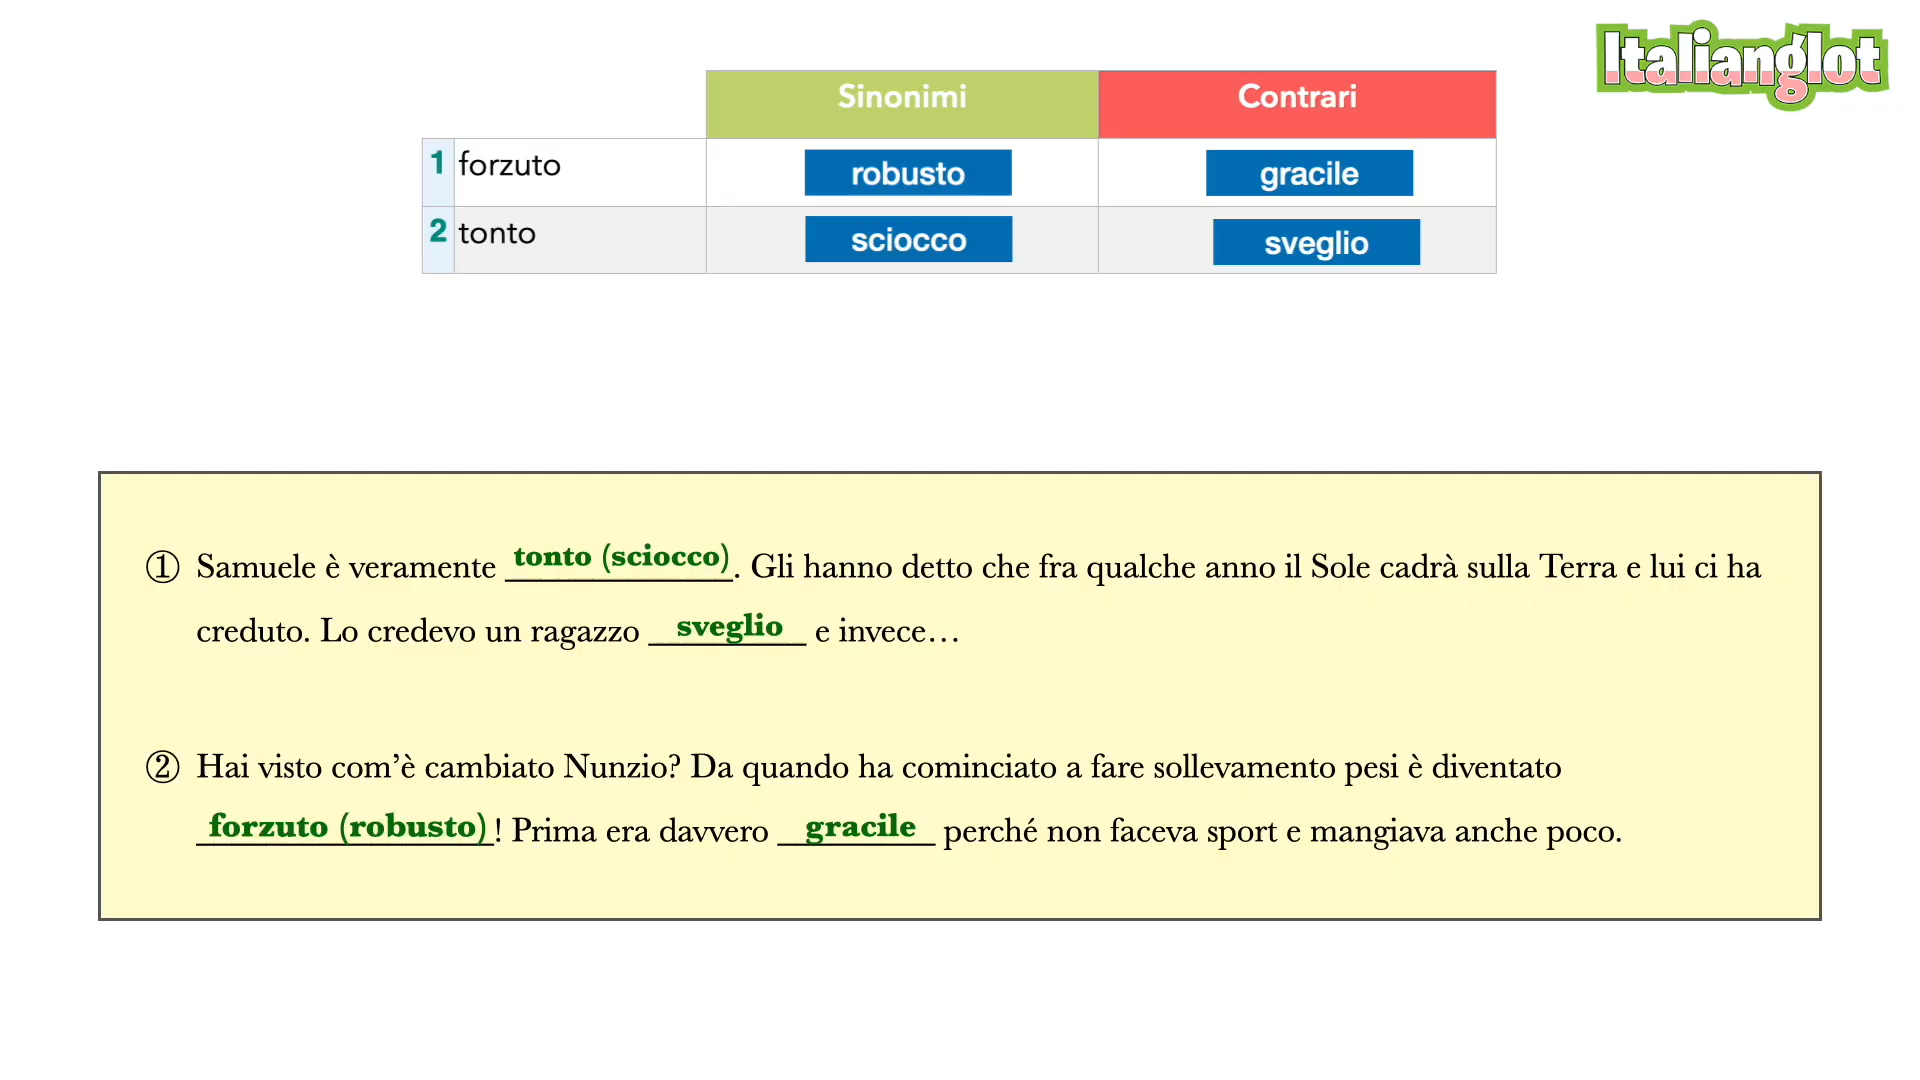 Italianglot
Sinonimi Contrari
1 forzuto robusto gracile
2 tonto sciocco sveglio
① Samuele è veramente tonto (sciocco). Gli hanno detto che fra qualche anno il Sole cadrà sulla Terra e lui ci ha
creduto. Lo credevo un ragazzo sveglio e invece…
② Hai visto com’è cambiato Nunzio? Da quando ha cominciato a fare sollevamento pesi è diventato
forzuto (robusto)! Prima era davvero gracile perché non faceva sport e mangiava anche poco.